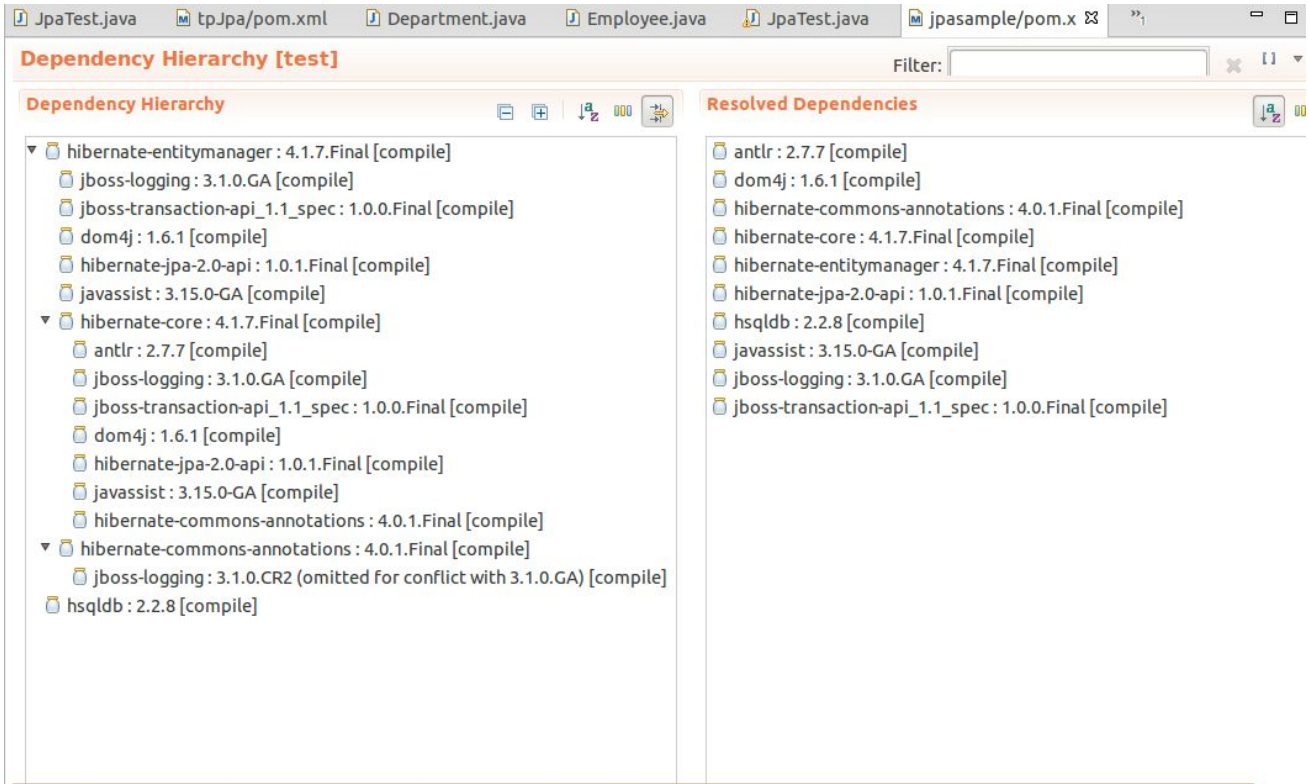 JpaTest.java tpJpa/pom.xml Department.java Employee.java JpaTest.java jpasample/pom.x »1
Dependency Hierarchy [test] Filter:
Dependency Hierarchy
hibernate-entitymanager : 4.1.7.Final [compile]
jboss-logging : 3.1.0.GA [compile]
jboss-transaction-api_1.1_spec : 1.0.0.Final [compile]
dom4j : 1.6.1 [compile]
hibernate-jpa-2.0-api : 1.0.1.Final [compile]
javassist : 3.15.0-GA [compile]
hibernate-core : 4.1.7.Final [compile]
antlr : 2.7.7 [compile]
jboss-logging : 3.1.0.GA [compile]
jboss-transaction-api_1.1_spec : 1.0.0.Final [compile]
dom4j : 1.6.1 [compile]
hibernate-jpa-2.0-api : 1.0.1.Final [compile]
javassist : 3.15.0-GA [compile]
hibernate-commons-annotations : 4.0.1.Final [compile]
hibernate-commons-annotations : 4.0.1.Final [compile]
jboss-logging : 3.1.0.CR2 (omitted for conflict with 3.1.0.GA) [compile]
hsqldb : 2.2.8 [compile]
Resolved Dependencies
antlr : 2.7.7 [compile]
dom4j : 1.6.1 [compile]
hibernate-commons-annotations : 4.0.1.Final [compile]
hibernate-core : 4.1.7.Final [compile]
hibernate-entitymanager : 4.1.7.Final [compile]
hibernate-jpa-2.0-api : 1.0.1.Final [compile]
hsqldb : 2.2.8 [compile]
javassist : 3.15.0-GA [compile]
jboss-logging : 3.1.0.GA [compile]
jboss-transaction-api_1.1_spec : 1.0.0.Final [compile]